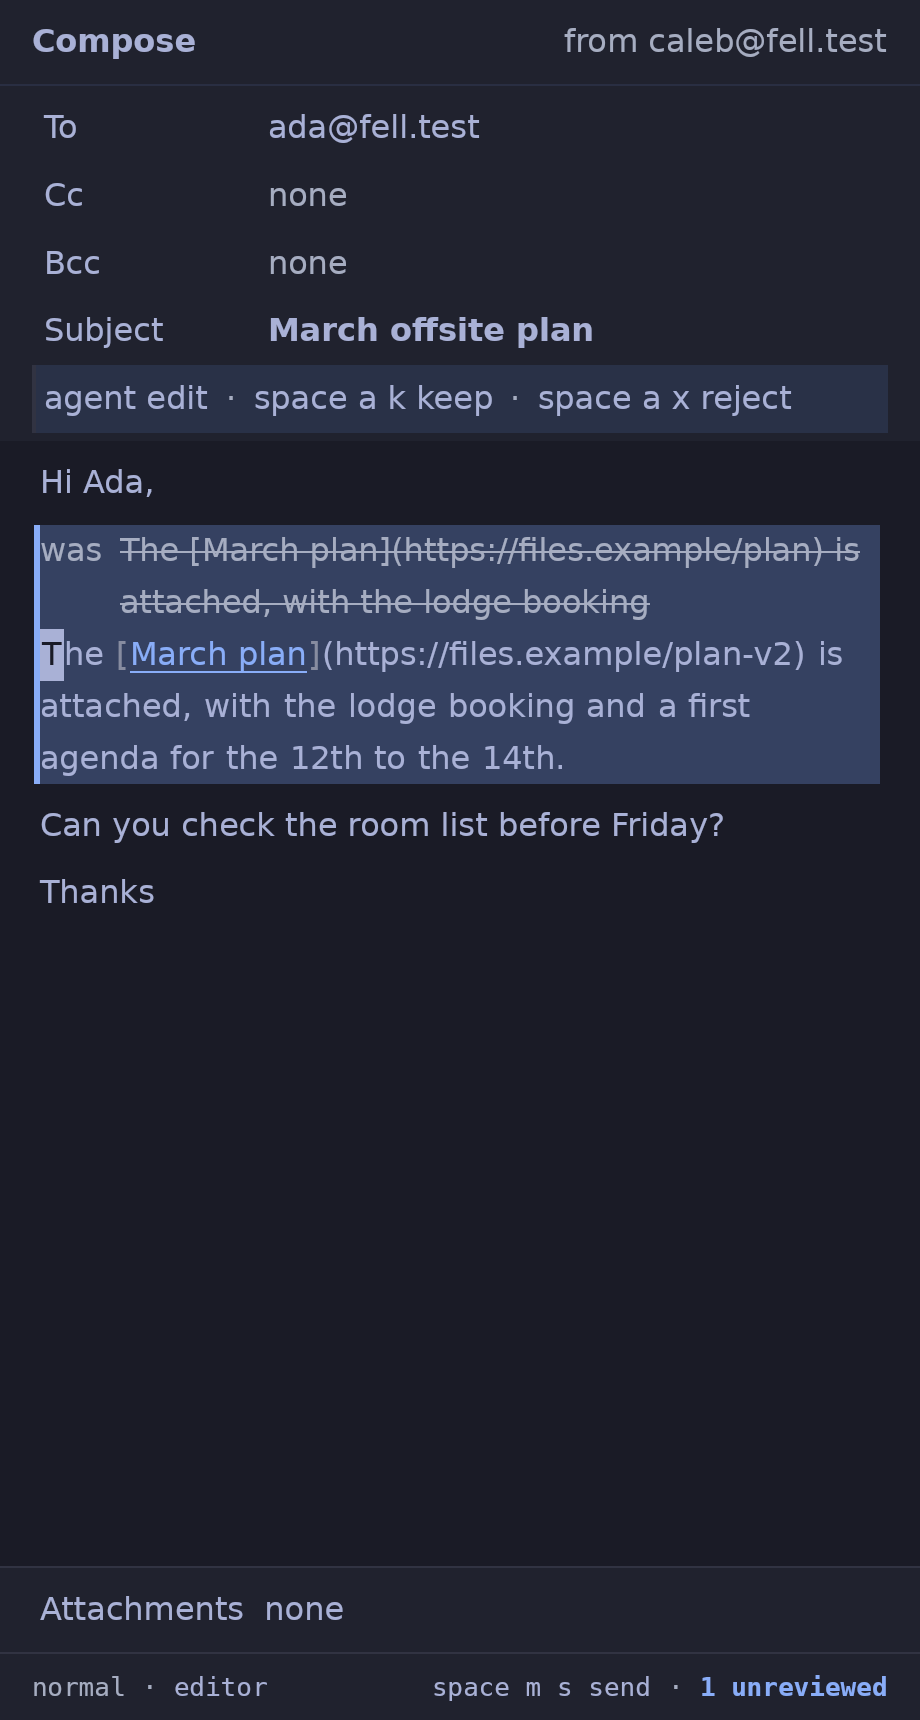 Compose from caleb@fell.test
To ada@fell.test
Cc none
Bcc none
Subject March offsite plan
agent edit · space a k keep · space a x reject
Hi Ada,
was The [March plan](https://files.example/plan) is
attached, with the lodge booking
The [March plan](https://files.example/plan-v2) is
attached, with the lodge booking and a first
agenda for the 12th to the 14th.
Can you check the room list before Friday?
Thanks
Attachments none
normal · editor space m s send · 1 unreviewed